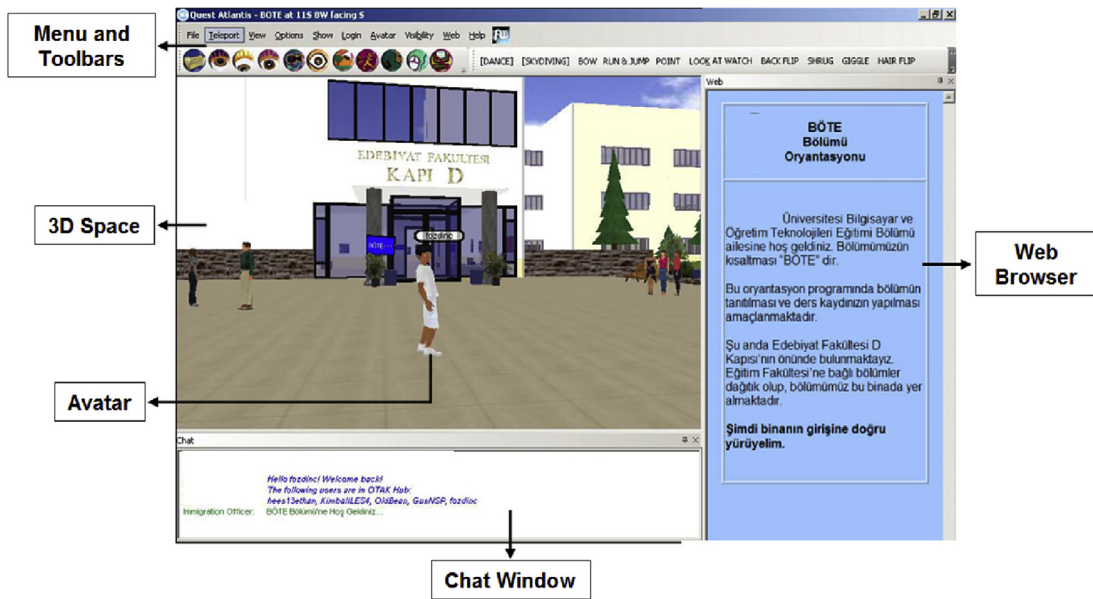 Menu and
Toolbars
3D Space
Avatar
Chat Window
Web
Browser
Quest Atlantis - BOTE at 11S 8W facing S
File Teleport View Options Show Login Avatar Visibility Web Help
[DANCE] [SKYDIVING] BOW RUN & JUMP POINT LOOK AT WATCH BACK FLIP SHRUG GIGGLE HAIR FLIP
EDEBIYAT FAKULTESI
KAPI D
BÖTE
fozdinc
Web
BÖTE
Bölümü
Oryantasyonu
Üniversitesi Bilgisayar ve
Öğretim Teknolojileri Eğitimi Bölümü
ailesine hoş geldiniz. Bölümümüzün
kısaltması "BÖTE" dir.
Bu oryantasyon programında bölümün
tanıtılması ve ders kaydınızın yapılması
amaçlanmaktadır.
Şu anda Edebiyat Fakültesi D
Kapısı'nın önünde bulunmaktayız.
Eğitim Fakültesi'ne bağlı bölümler
dağıtık olup, bölümümüz bu binada yer
almaktadır.
Şimdi binanın girişine doğru
yürüyelim.
Chat
Hello fozdinc! Welcome back!
The following users are in OTAK Hub:
hees13ethan, KimballLES4, OldBean, GusNSP, fozdinc
Immigration Officer: BÖTE Bölümü'ne Hoş Geldiniz...